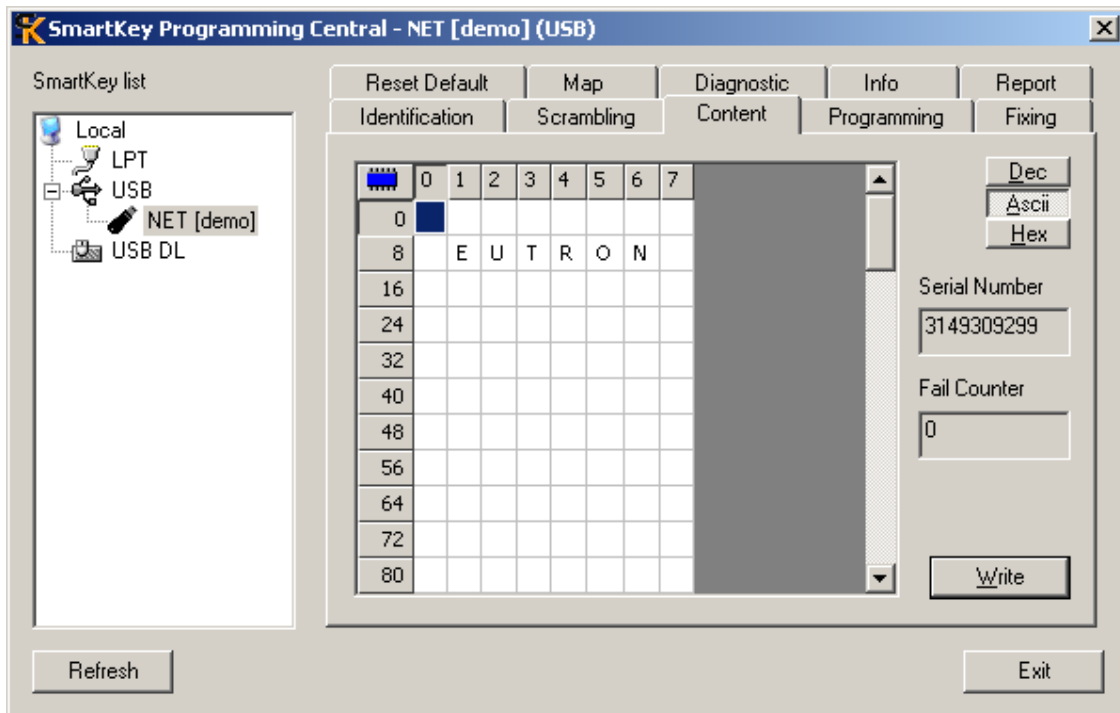 SmartKey Programming Central - NET [demo] (USB)
SmartKey list
Local
LPT
USB
NET [demo]
USB DL
Reset Default Map Diagnostic Info Report
Identification Scrambling Content Programming Fixing
0 1 2 3 4 5 6 7
0
8 E U T R O N
16
24
32
40
48
56
64
72
80
Dec
Ascii
Hex
Serial Number
3149309299
Fail Counter
0
Write
Refresh
Exit